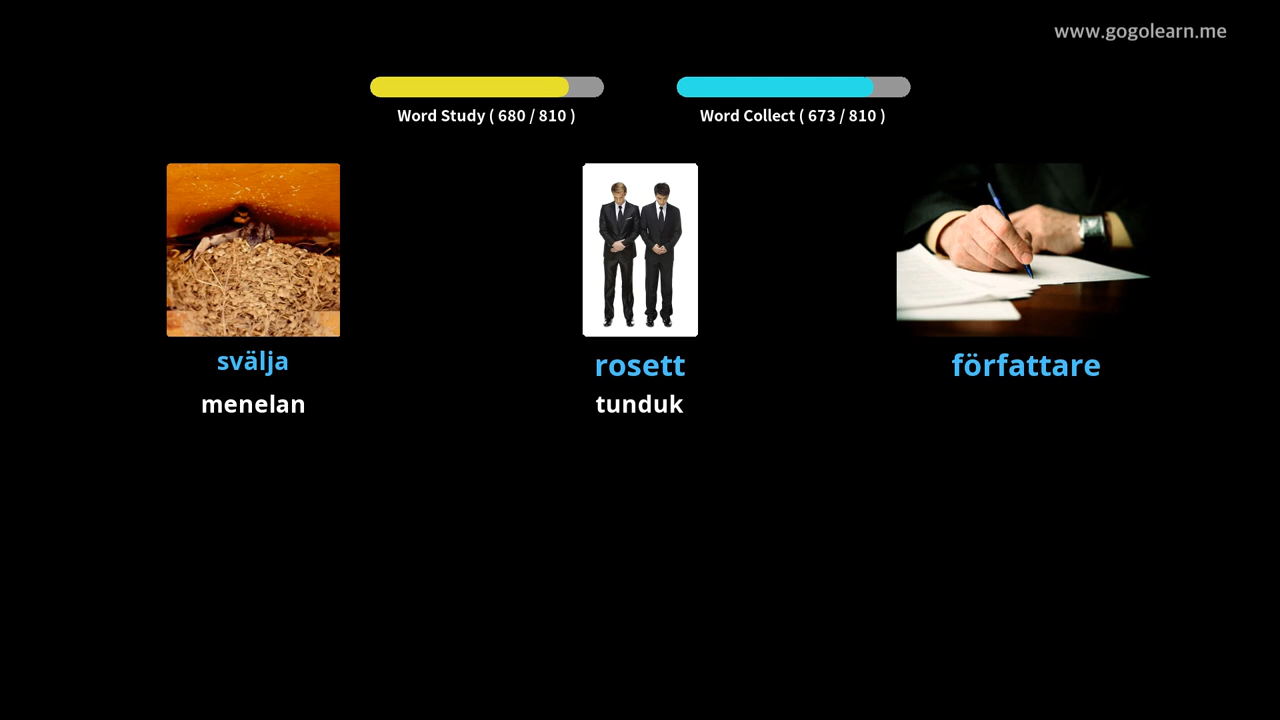 www.gogolearn.me
Word Study ( 680 / 810 )
Word Collect ( 673 / 810 )
svälja
menelan
rosett
tunduk
författare